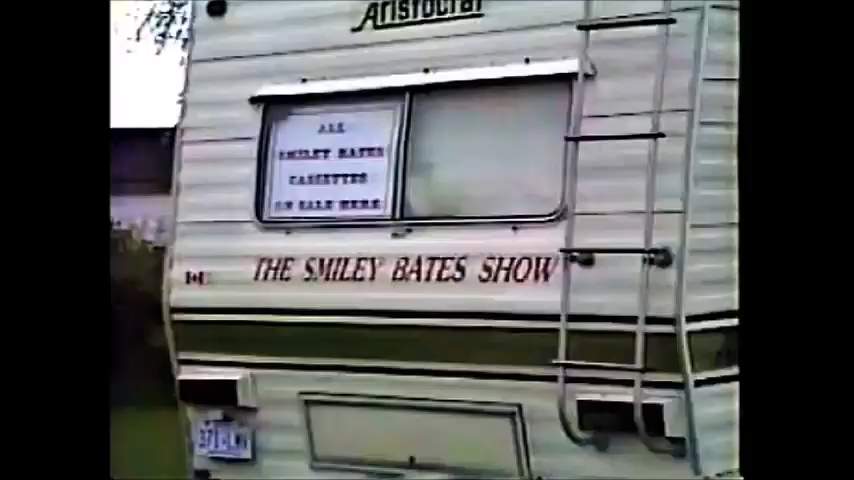 Aristocrat
ALL
SMILEY BATES
CASSETTES
ON SALE HERE
THE SMILEY BATES SHOW